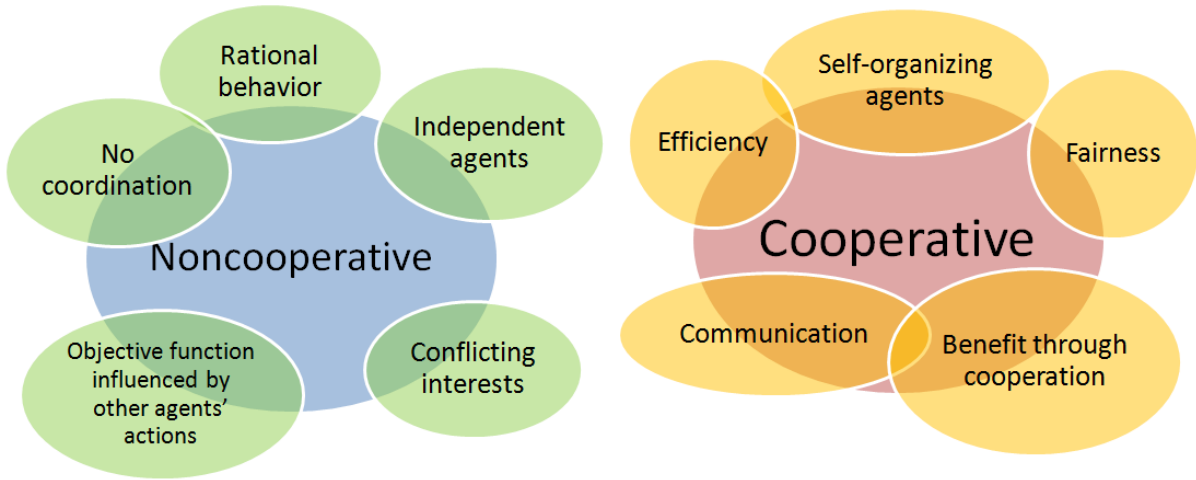 Rational
behavior
Independent
agents
No
coordination
Noncooperative
Objective function
influenced by
other agents’
actions
Conflicting
interests
Self-organizing
agents
Efficiency
Fairness
Cooperative
Communication
Benefit through
cooperation